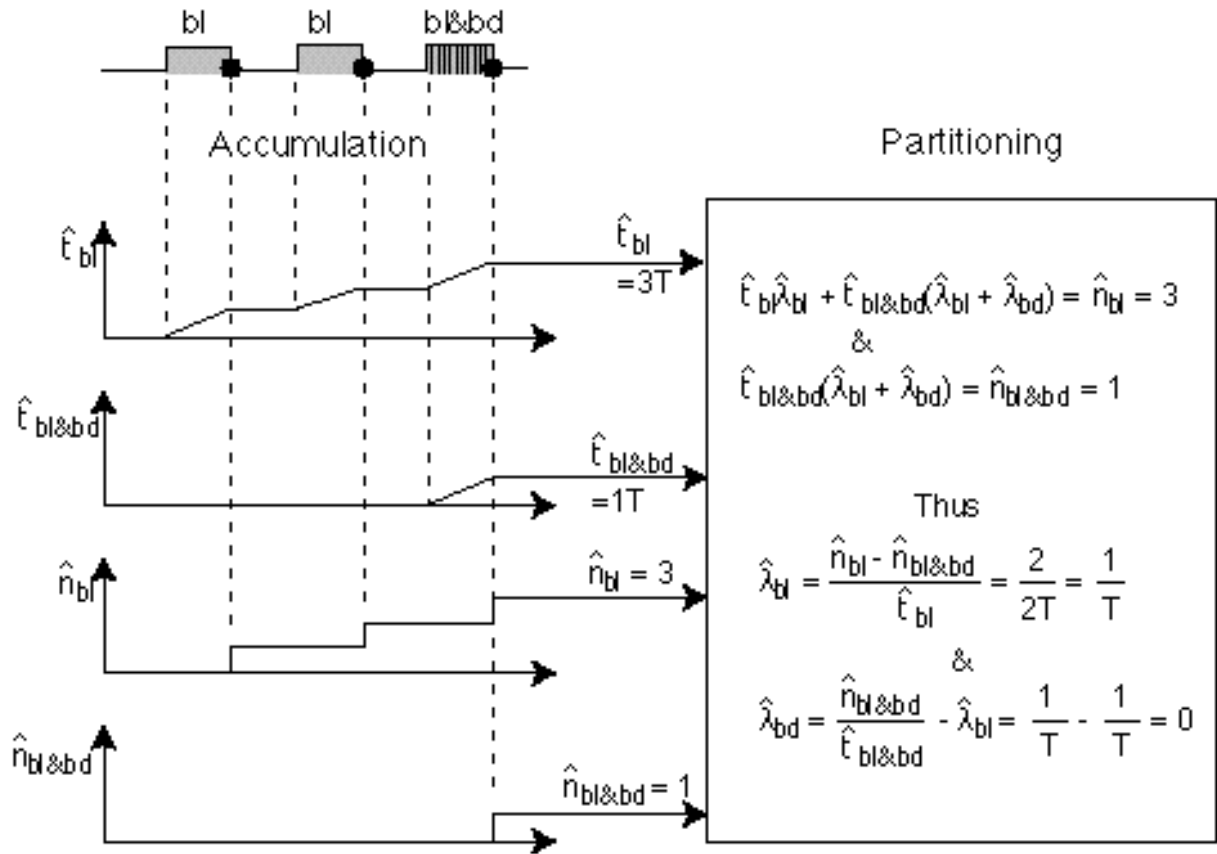 bl bl bl&bd
Accumulation
Partitioning
t̂bl
t̂bl = 3T
t̂bl λ̂bl + t̂bl&bd(λ̂bl + λ̂bd) = n̂bl = 3
&
t̂bl&bd(λ̂bl + λ̂bd) = n̂bl&bd = 1
t̂bl&bd
t̂bl&bd = 1T
Thus
n̂bl
n̂bl = 3
λ̂bl = (n̂bl - n̂bl&bd) / t̂bl = 2 / 2T = 1 / T
&
λ̂bd = n̂bl&bd / t̂bl&bd - λ̂bl = 1 / T - 1 / T = 0
n̂bl&bd
n̂bl&bd = 1